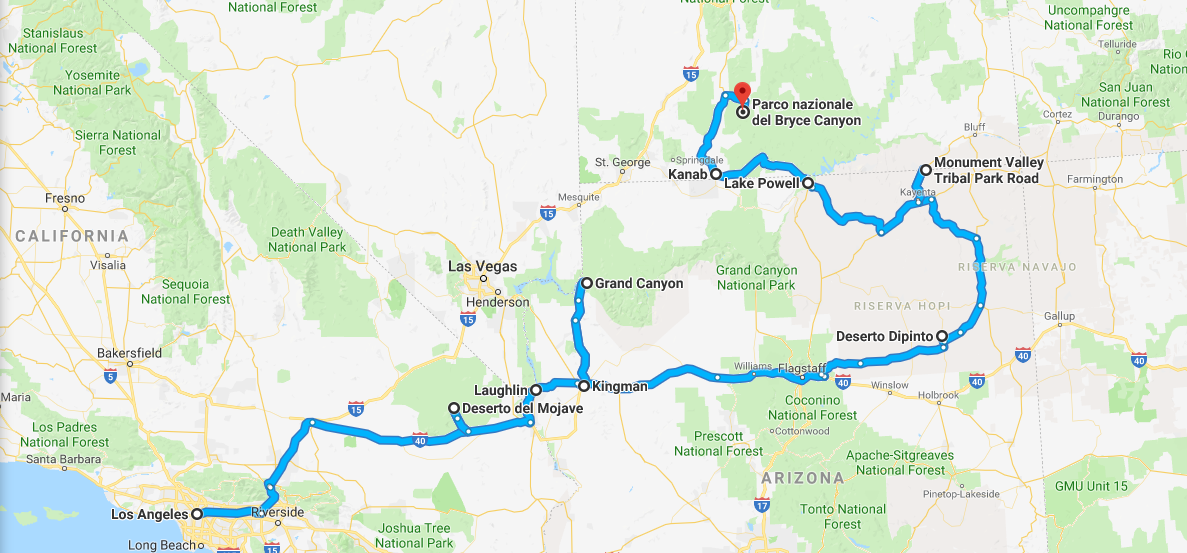 National Forest
National Forest
Stanislaus
National Forest
Uncompahgre
National Forest
Telluride
Yosemite
National Park
15
San Juan
National Forest
Parco nazionale
del Bryce Canyon
Cortez
Durango
Sierra National
Forest
Bluff
St. George
Springdale
Kanab
Lake Powell
Monument Valley
Tribal Park Road
Farmington
Kayenta
Mesquite
15
Fresno
CALIFORNIA
Visalia
Death Valley
National Park
Las Vegas
Henderson
Grand Canyon
Grand Canyon
National Park
RISERVA NAVAJO
Sequoia
National Forest
RISERVA HOPI
15
Gallup
Deserto Dipinto
Bakersfield
5
40
40
Williams
Flagstaff
Laughlin
Kingman
40
40
Winslow
Holbrook
Maria
15
Deserto del Mojave
Coconino
National Forest
Los Padres
National Forest
40
Cottonwood
Prescott
National Forest
Santa Barbara
Apache-Sitgreaves
National Forest
ARIZONA
GMU Unit 15
Pinetop-Lakeside
17
Los Angeles
Riverside
Tonto National
Forest
Joshua Tree
National Park
Long Beach
15